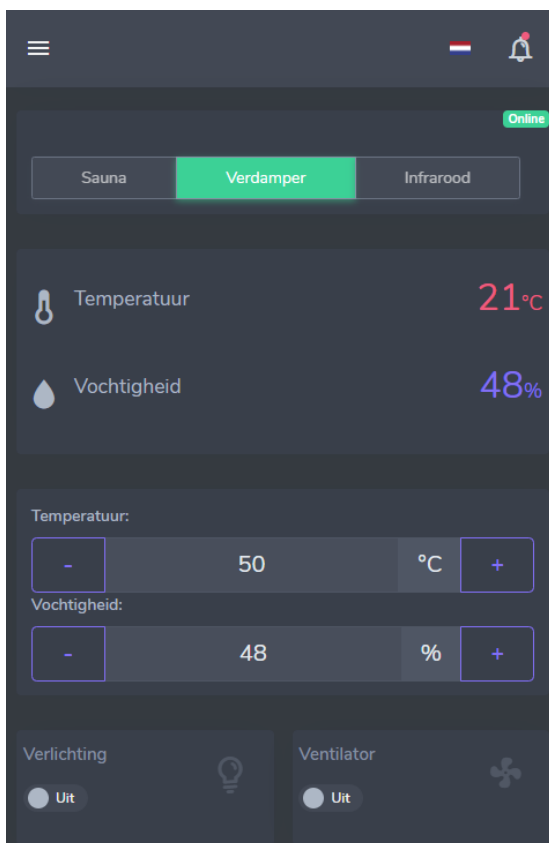 Online
Sauna Verdamper Infrarood
Temperatuur 21°C
Vochtigheid 48%
Temperatuur:
- 50 °C +
Vochtigheid:
- 48 % +
Verlichting Ventilator
Uit Uit